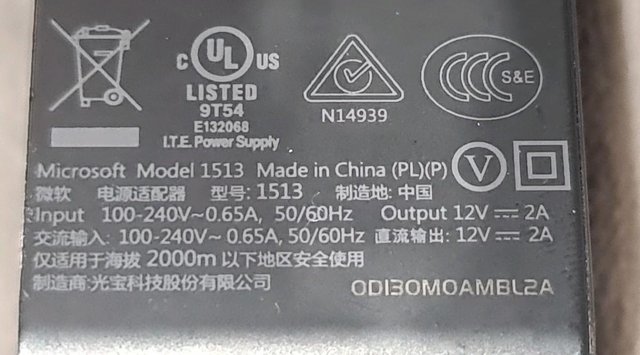 c UL US
LISTED
9T54
E132068
I.T.E. Power Supply
N14939
CCC S&E
Microsoft Model 1513 Made in China (PL)(P)
V
微软 电源适配器 型号: 1513 制造地: 中国
Input 100-240V~ 0.65A, 50/60Hz Output 12V⎓2A
交流输入: 100-240V~ 0.65A, 50/60Hz 直流输出: 12V⎓2A
仅适用于海拔 2000m 以下地区安全使用
制造商: 光宝科技股份有限公司
0D130M0AMBL2A